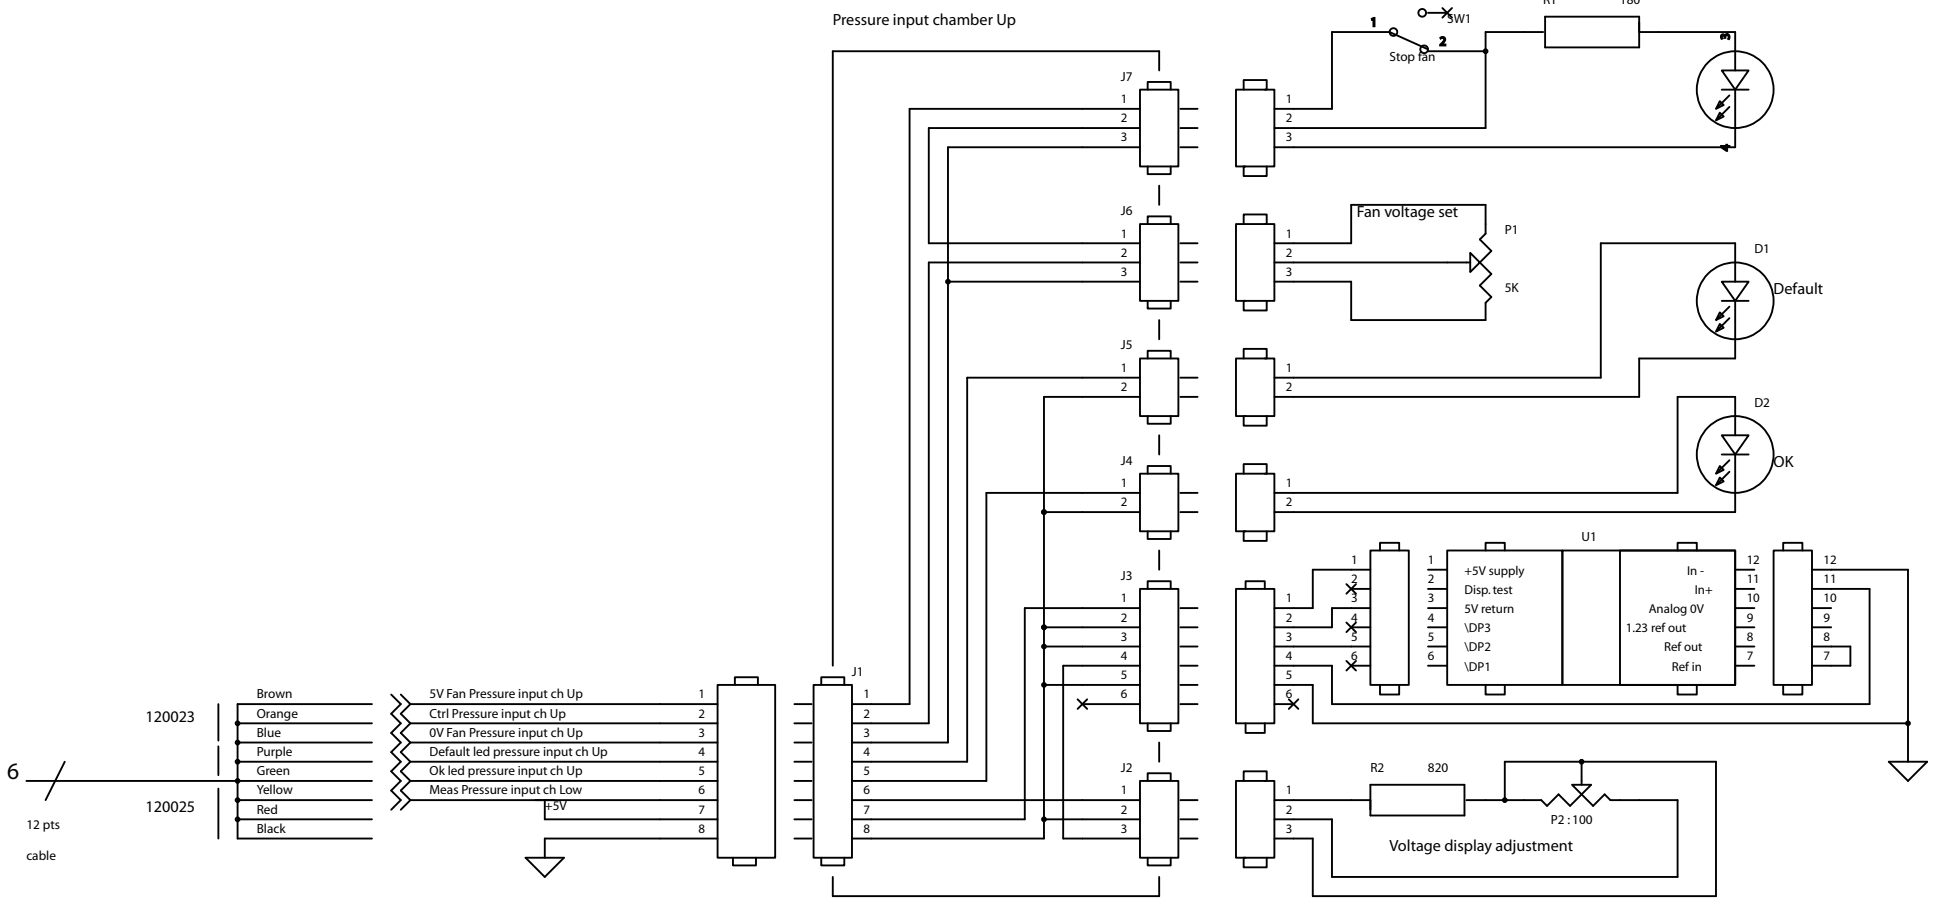 Pressure input chamber Up
SW1
1
2
Stop fan
R1 180
3
4
J7
1
2
3
1
2
3
J6
1
2
3
1
2
3
Fan voltage set
P1
5K
D1
Default
J5
1
2
1
2
D2
OK
J4
1
2
1
2
U1
J3
1
2
3
4
5
6
1
2
3
4
5
6
1
2
3
4
5
6
1
2
3
4
5
6
+5V supply
Disp. test
5V return
\DP3
\DP2
\DP1
In -
In+
Analog 0V
1.23 ref out
Ref out
Ref in
12
11
10
9
8
7
12
11
10
9
8
7
J1
1
2
3
4
5
6
7
8
Brown
Orange
Blue
Purple
Green
Yellow
Red
Black
5V Fan Pressure input ch Up
Ctrl Pressure input ch Up
0V Fan Pressure input ch Up
Default led pressure input ch Up
Ok led pressure input ch Up
Meas Pressure input ch Low
+5V
1
2
3
4
5
6
7
8
120023
120025
6
12 pts
cable
J2
1
2
3
1
2
3
R2 820
P2 : 100
Voltage display adjustment